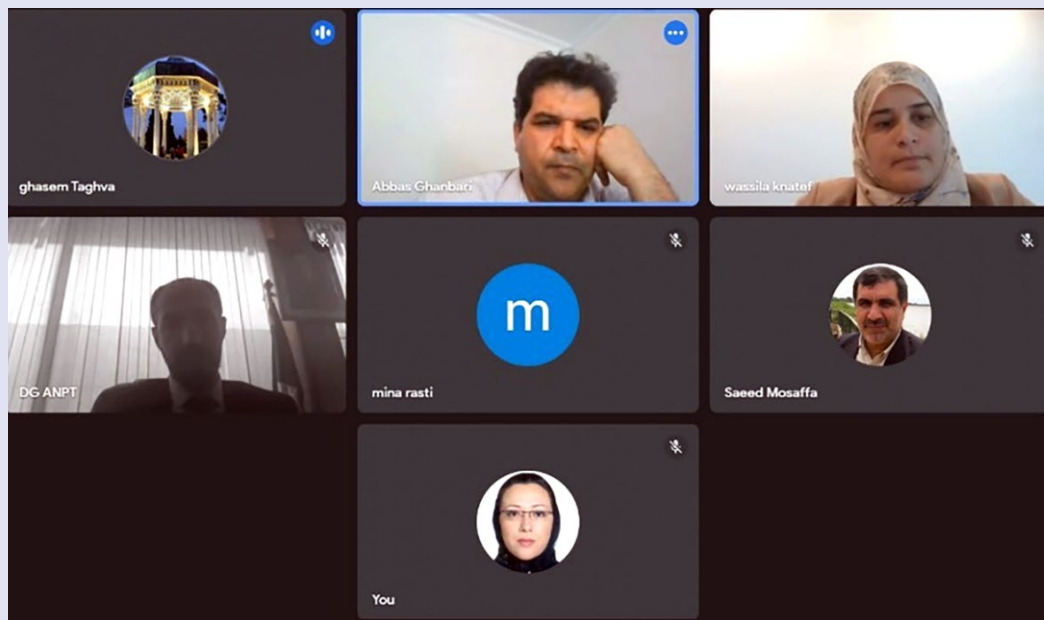 ghasem Taghva
Abbas Ghanbari
wassila knatef
DG ANPT
m
mina rasti
Saeed Mosaffa
You